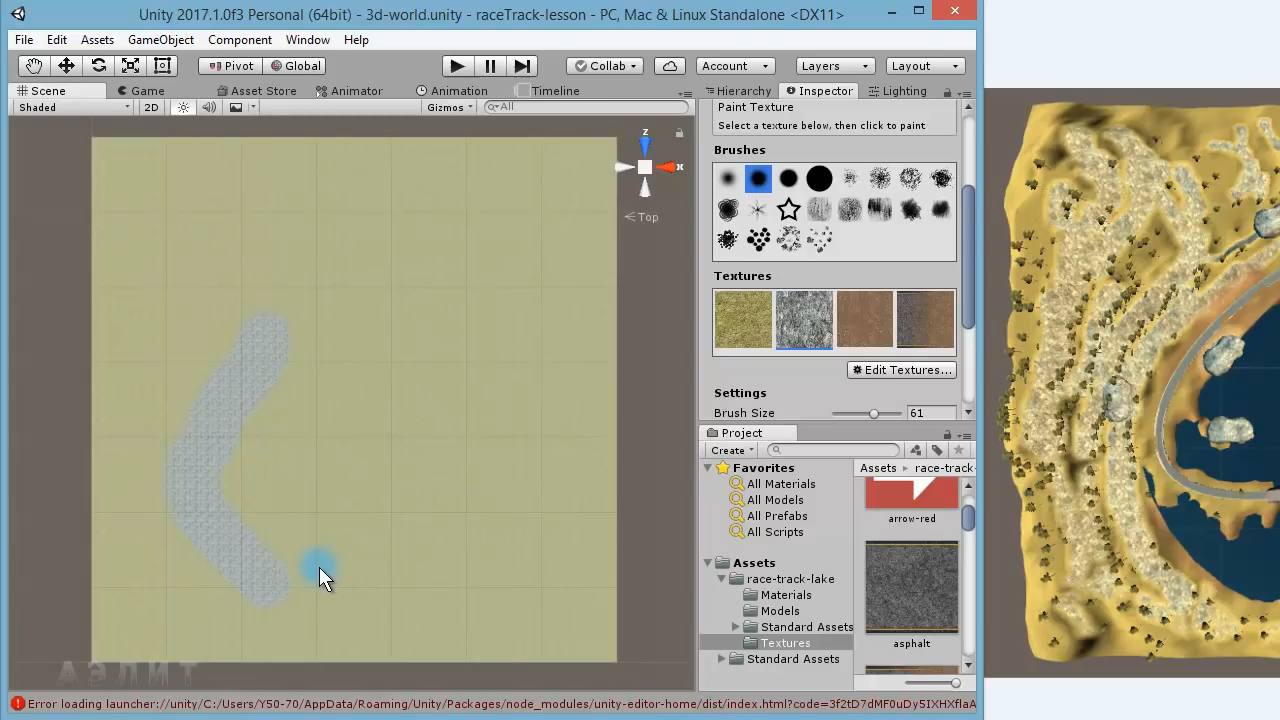 Unity 2017.1.0f3 Personal (64bit) - 3d-world.unity - raceTrack-lesson - PC, Mac & Linux Standalone <DX11>
File Edit Assets GameObject Component Window Help
Pivot Global Collab Account Layers Layout
Scene Game Asset Store Animator Animation Timeline Hierarchy Inspector Lighting
Shaded 2D Gizmos All
Paint Texture
Select a texture below, then click to paint
Brushes
z
x
Top
Textures
Edit Textures...
Settings
Brush Size 61
Project
Create
Favorites
All Materials
All Models
All Prefabs
All Scripts
Assets
race-track-lake
Materials
Models
Standard Assets
Textures
Standard Assets
Assets race-track-
arrow-red
asphalt
АЭЛИТ
Error loading launcher://unity/C:/Users/Y50-70/AppData/Roaming/Unity/Packages/node_modules/unity-editor-home/dist/index.html?code=3f2tD7dMF0uDy5IXHXflaA